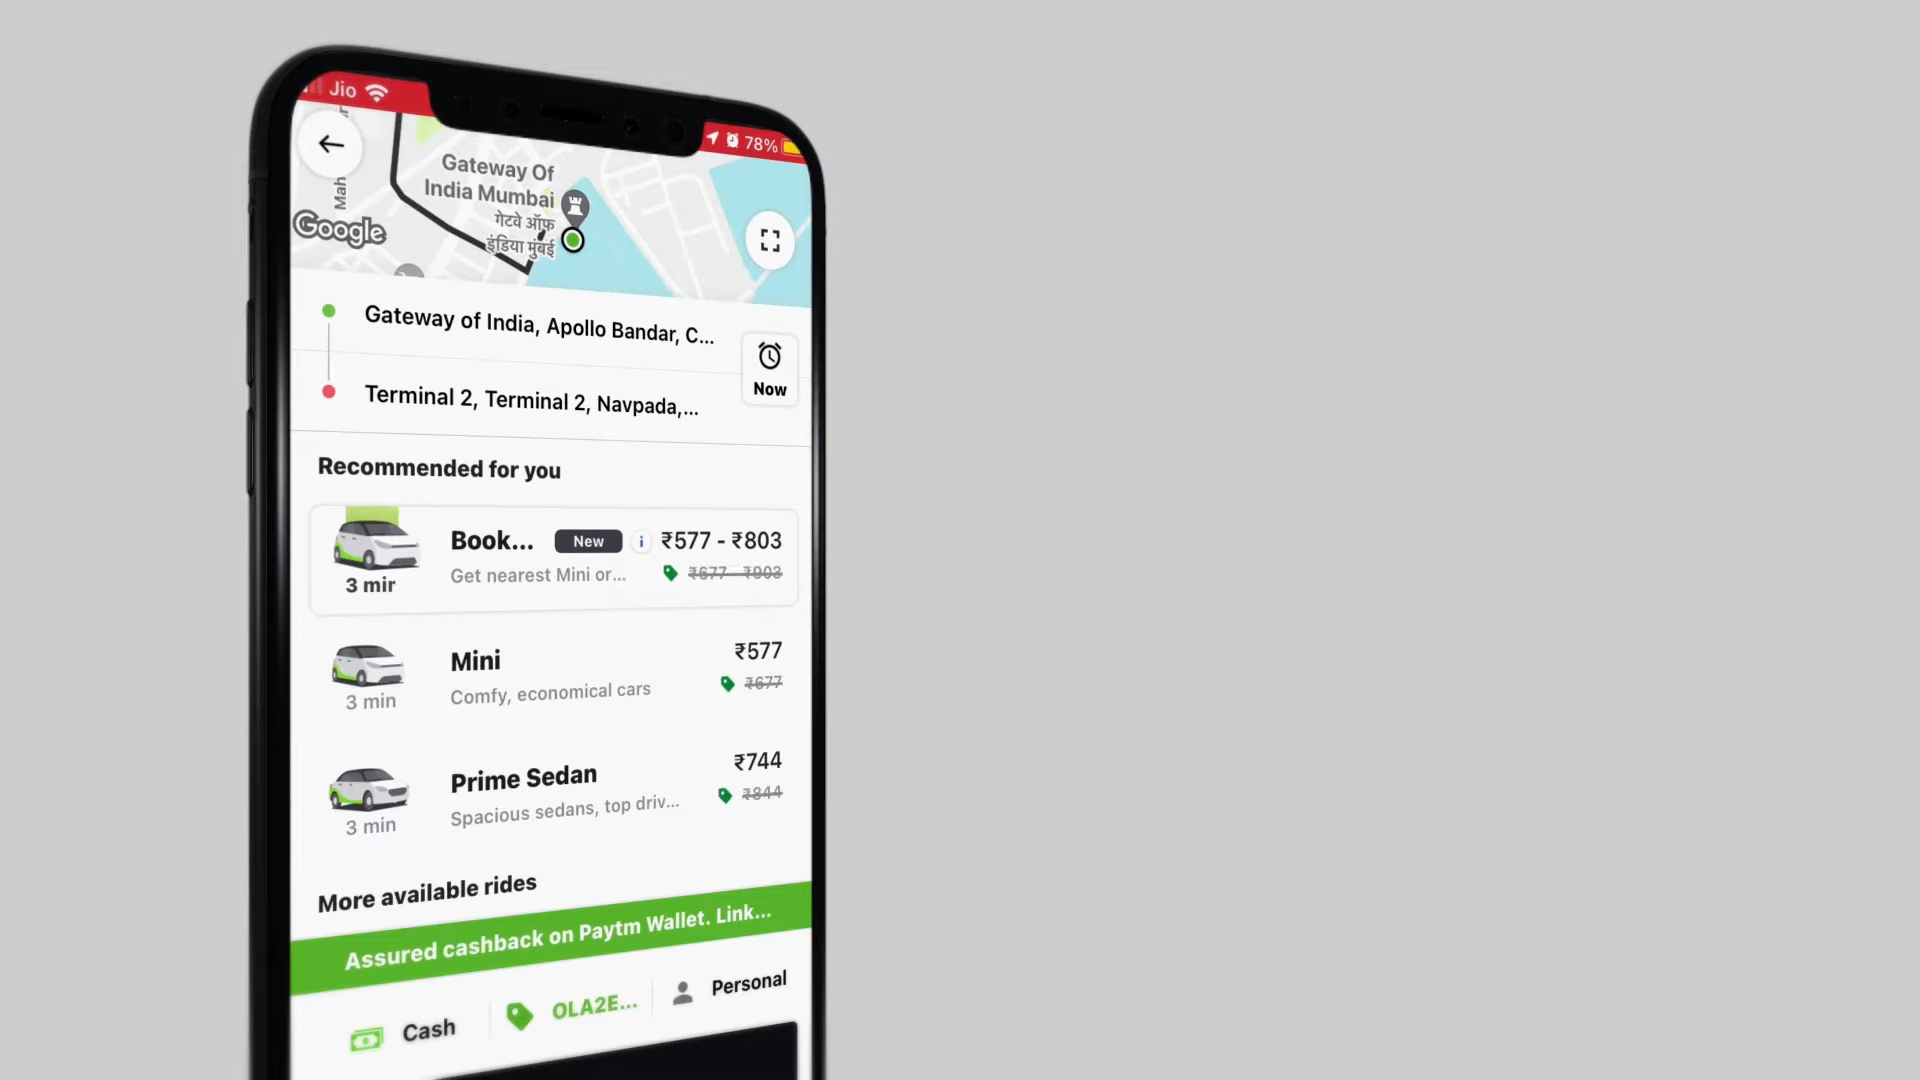 Jio
78%
Gateway Of
India Mumbai
गेटवे ऑफ
इंडिया मुंबई
Mah
Google
Gateway of India, Apollo Bandar, C...
Now
Terminal 2, Terminal 2, Navpada,...
Recommended for you
Book... New i ₹577 - ₹803
3 mir Get nearest Mini or... ₹677 - ₹903
Mini ₹577
3 min Comfy, economical cars ₹677
Prime Sedan ₹744
3 min Spacious sedans, top driv... ₹844
More available rides
Assured cashback on Paytm Wallet. Link...
Cash OLA2E... Personal